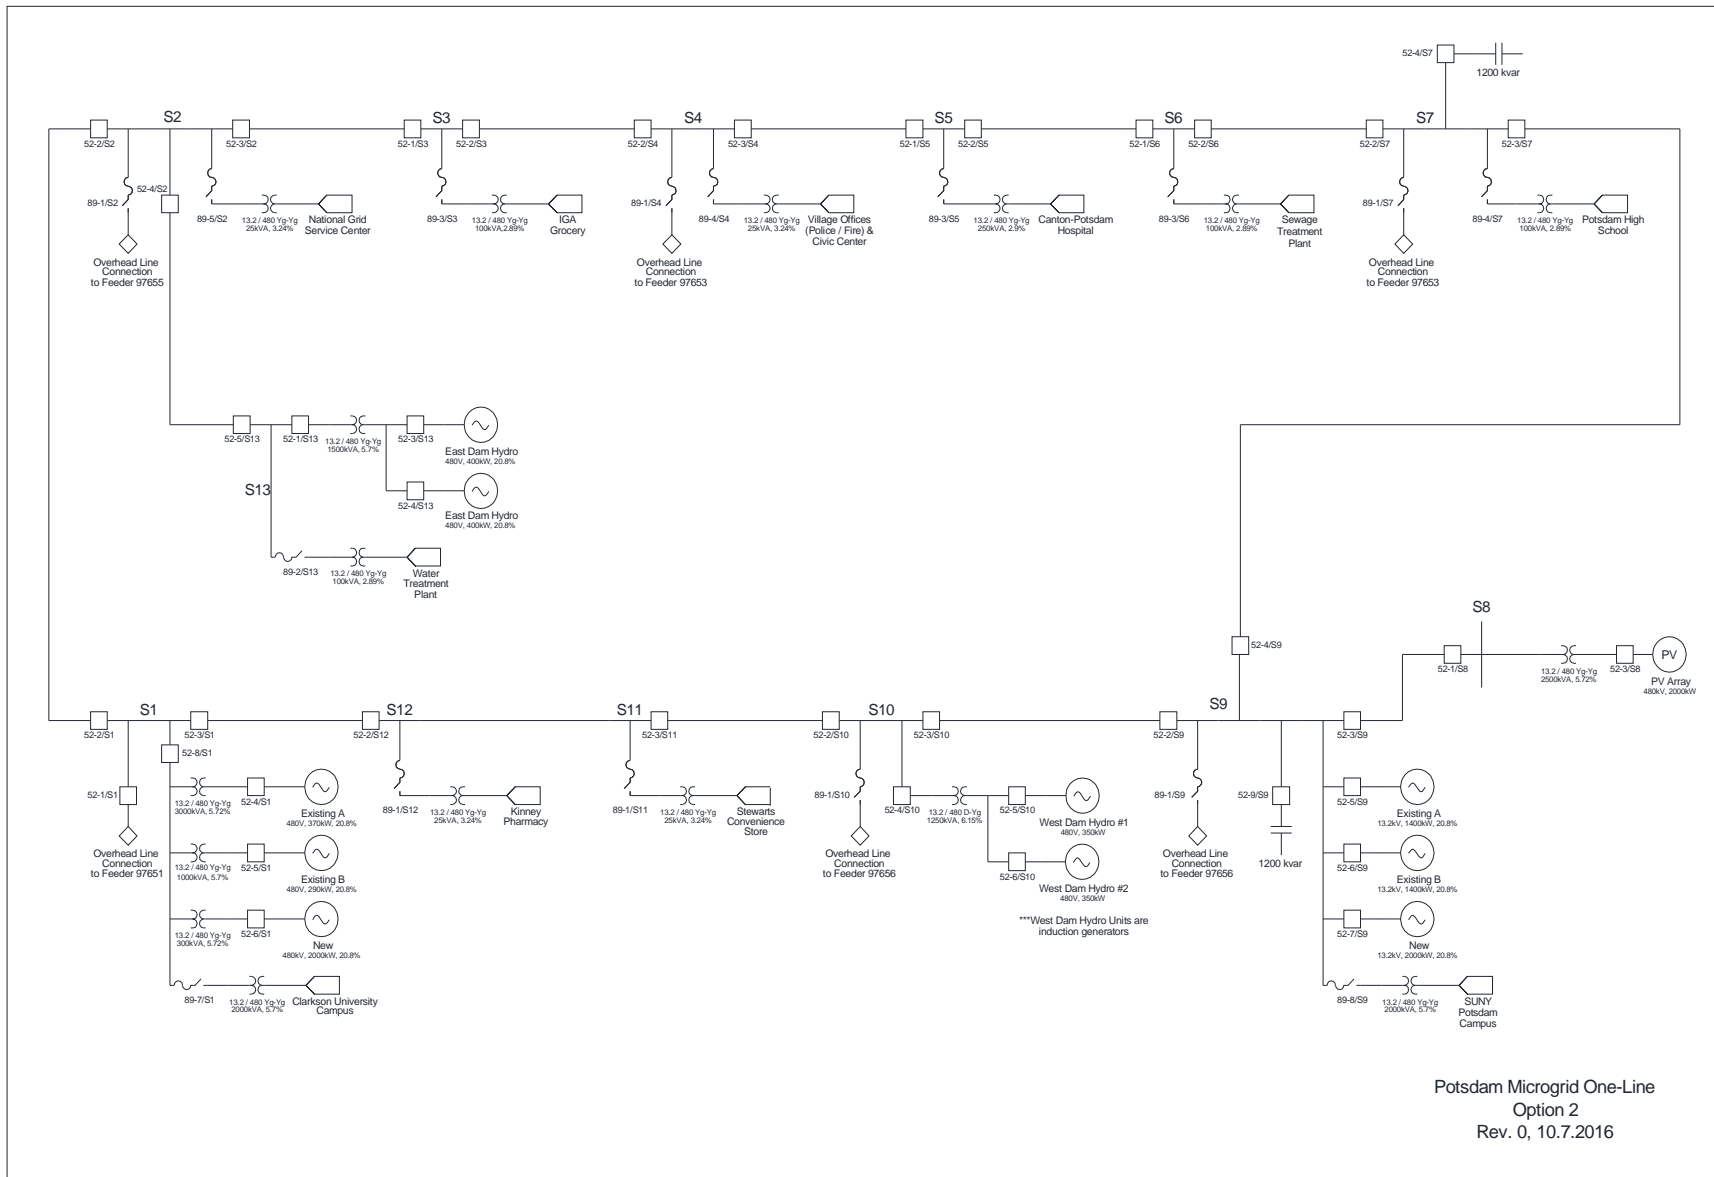 52-4/S7
1200 kvar
S2
S3
S4
S5
S6
S7
52-2/S2
52-3/S2
52-1/S3
52-2/S3
52-2/S4
52-3/S4
52-1/S5
52-2/S5
52-1/S6
52-2/S6
52-2/S7
52-3/S7
52-4/S2
89-1/S2
89-5/S2
13.2 / 480 Yg-Yg
25kVA, 3.24%
National Grid
Service Center
89-3/S3
13.2 / 480 Yg-Yg
100kVA,2.89%
IGA
Grocery
89-1/S4
89-4/S4
13.2 / 480 Yg-Yg
25kVA, 3.24%
Village Offices
(Police / Fire) &
Civic Center
89-3/S5
13.2 / 480 Yg-Yg
250kVA, 2.9%
Canton-Potsdam
Hospital
89-3/S6
13.2 / 480 Yg-Yg
100kVA, 2.89%
Sewage
Treatment
Plant
89-1/S7
89-4/S7
13.2 / 480 Yg-Yg
100kVA, 2.89%
Potsdam High
School
Overhead Line
Connection
to Feeder 97655
Overhead Line
Connection
to Feeder 97653
Overhead Line
Connection
to Feeder 97653
52-5/S13
52-1/S13
13.2 / 480 Yg-Yg
1500kVA, 5.7%
52-3/S13
East Dam Hydro
480V, 400kW, 20.8%
S13
52-4/S13
East Dam Hydro
480V, 400kW, 20.8%
89-2/S13
13.2 / 480 Yg-Yg
100kVA, 2.89%
Water
Treatment
Plant
S8
52-4/S9
52-1/S8
13.2 / 480 Yg-Yg
2500kVA, 5.72%
52-3/S8
PV
PV Array
480kV, 2000kW
S1
S12
S11
S10
S9
52-2/S1
52-3/S1
52-2/S12
52-3/S11
52-2/S10
52-3/S10
52-2/S9
52-3/S9
52-8/S1
52-1/S1
13.2 / 480 Yg-Yg
3000kVA, 5.72%
52-4/S1
Existing A
480V, 370kW, 20.8%
89-1/S12
13.2 / 480 Yg-Yg
25kVA, 3.24%
Kinney
Pharmacy
89-1/S11
13.2 / 480 Yg-Yg
25kVA, 3.24%
Stewarts
Convenience
Store
89-1/S10
52-4/S10
13.2 / 480 D-Yg
1250kVA, 6.15%
52-5/S10
West Dam Hydro #1
480V, 350kW
89-1/S9
52-9/S9
52-5/S9
Existing A
13.2kV, 1400kW, 20.8%
Overhead Line
Connection
to Feeder 97651
13.2 / 480 Yg-Yg
1000kVA, 5.7%
52-5/S1
Existing B
480V, 290kW, 20.8%
Overhead Line
Connection
to Feeder 97656
52-6/S10
West Dam Hydro #2
480V, 350kW
Overhead Line
Connection
to Feeder 97656
1200 kvar
52-6/S9
Existing B
13.2kV, 1400kW, 20.8%
13.2 / 480 Yg-Yg
300kVA, 5.72%
52-6/S1
New
480kV, 2000kW, 20.8%
***West Dam Hydro Units are
induction generators
52-7/S9
New
13.2kV, 2000kW, 20.8%
89-7/S1
13.2 / 480 Yg-Yg
2000kVA, 5.7%
Clarkson University
Campus
89-8/S9
13.2 / 480 Yg-Yg
2000kVA, 5.7%
SUNY
Potsdam
Campus
Potsdam Microgrid One-Line
Option 2
Rev. 0, 10.7.2016